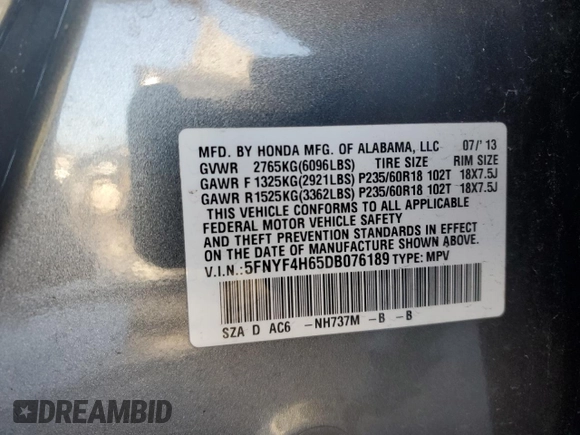 MFD. BY HONDA MFG. OF ALABAMA, LLC 07/'13
GVWR 2765KG(6096LBS) TIRE SIZE RIM SIZE
GAWR F 1325KG(2921LBS) P235/60R18 102T 18X7.5J
GAWR R1525KG(3362LBS) P235/60R18 102T 18X7.5J
THIS VEHICLE CONFORMS TO ALL APPLICABLE
FEDERAL MOTOR VEHICLE SAFETY
AND THEFT PREVENTION STANDARDS IN EFFECT
ON THE DATE OF MANUFACTURE SHOWN ABOVE.
V.I.N.:5FNYF4H65DB076189 TYPE: MPV
SZA D AC6 -NH737M -B -B
DREAMBID